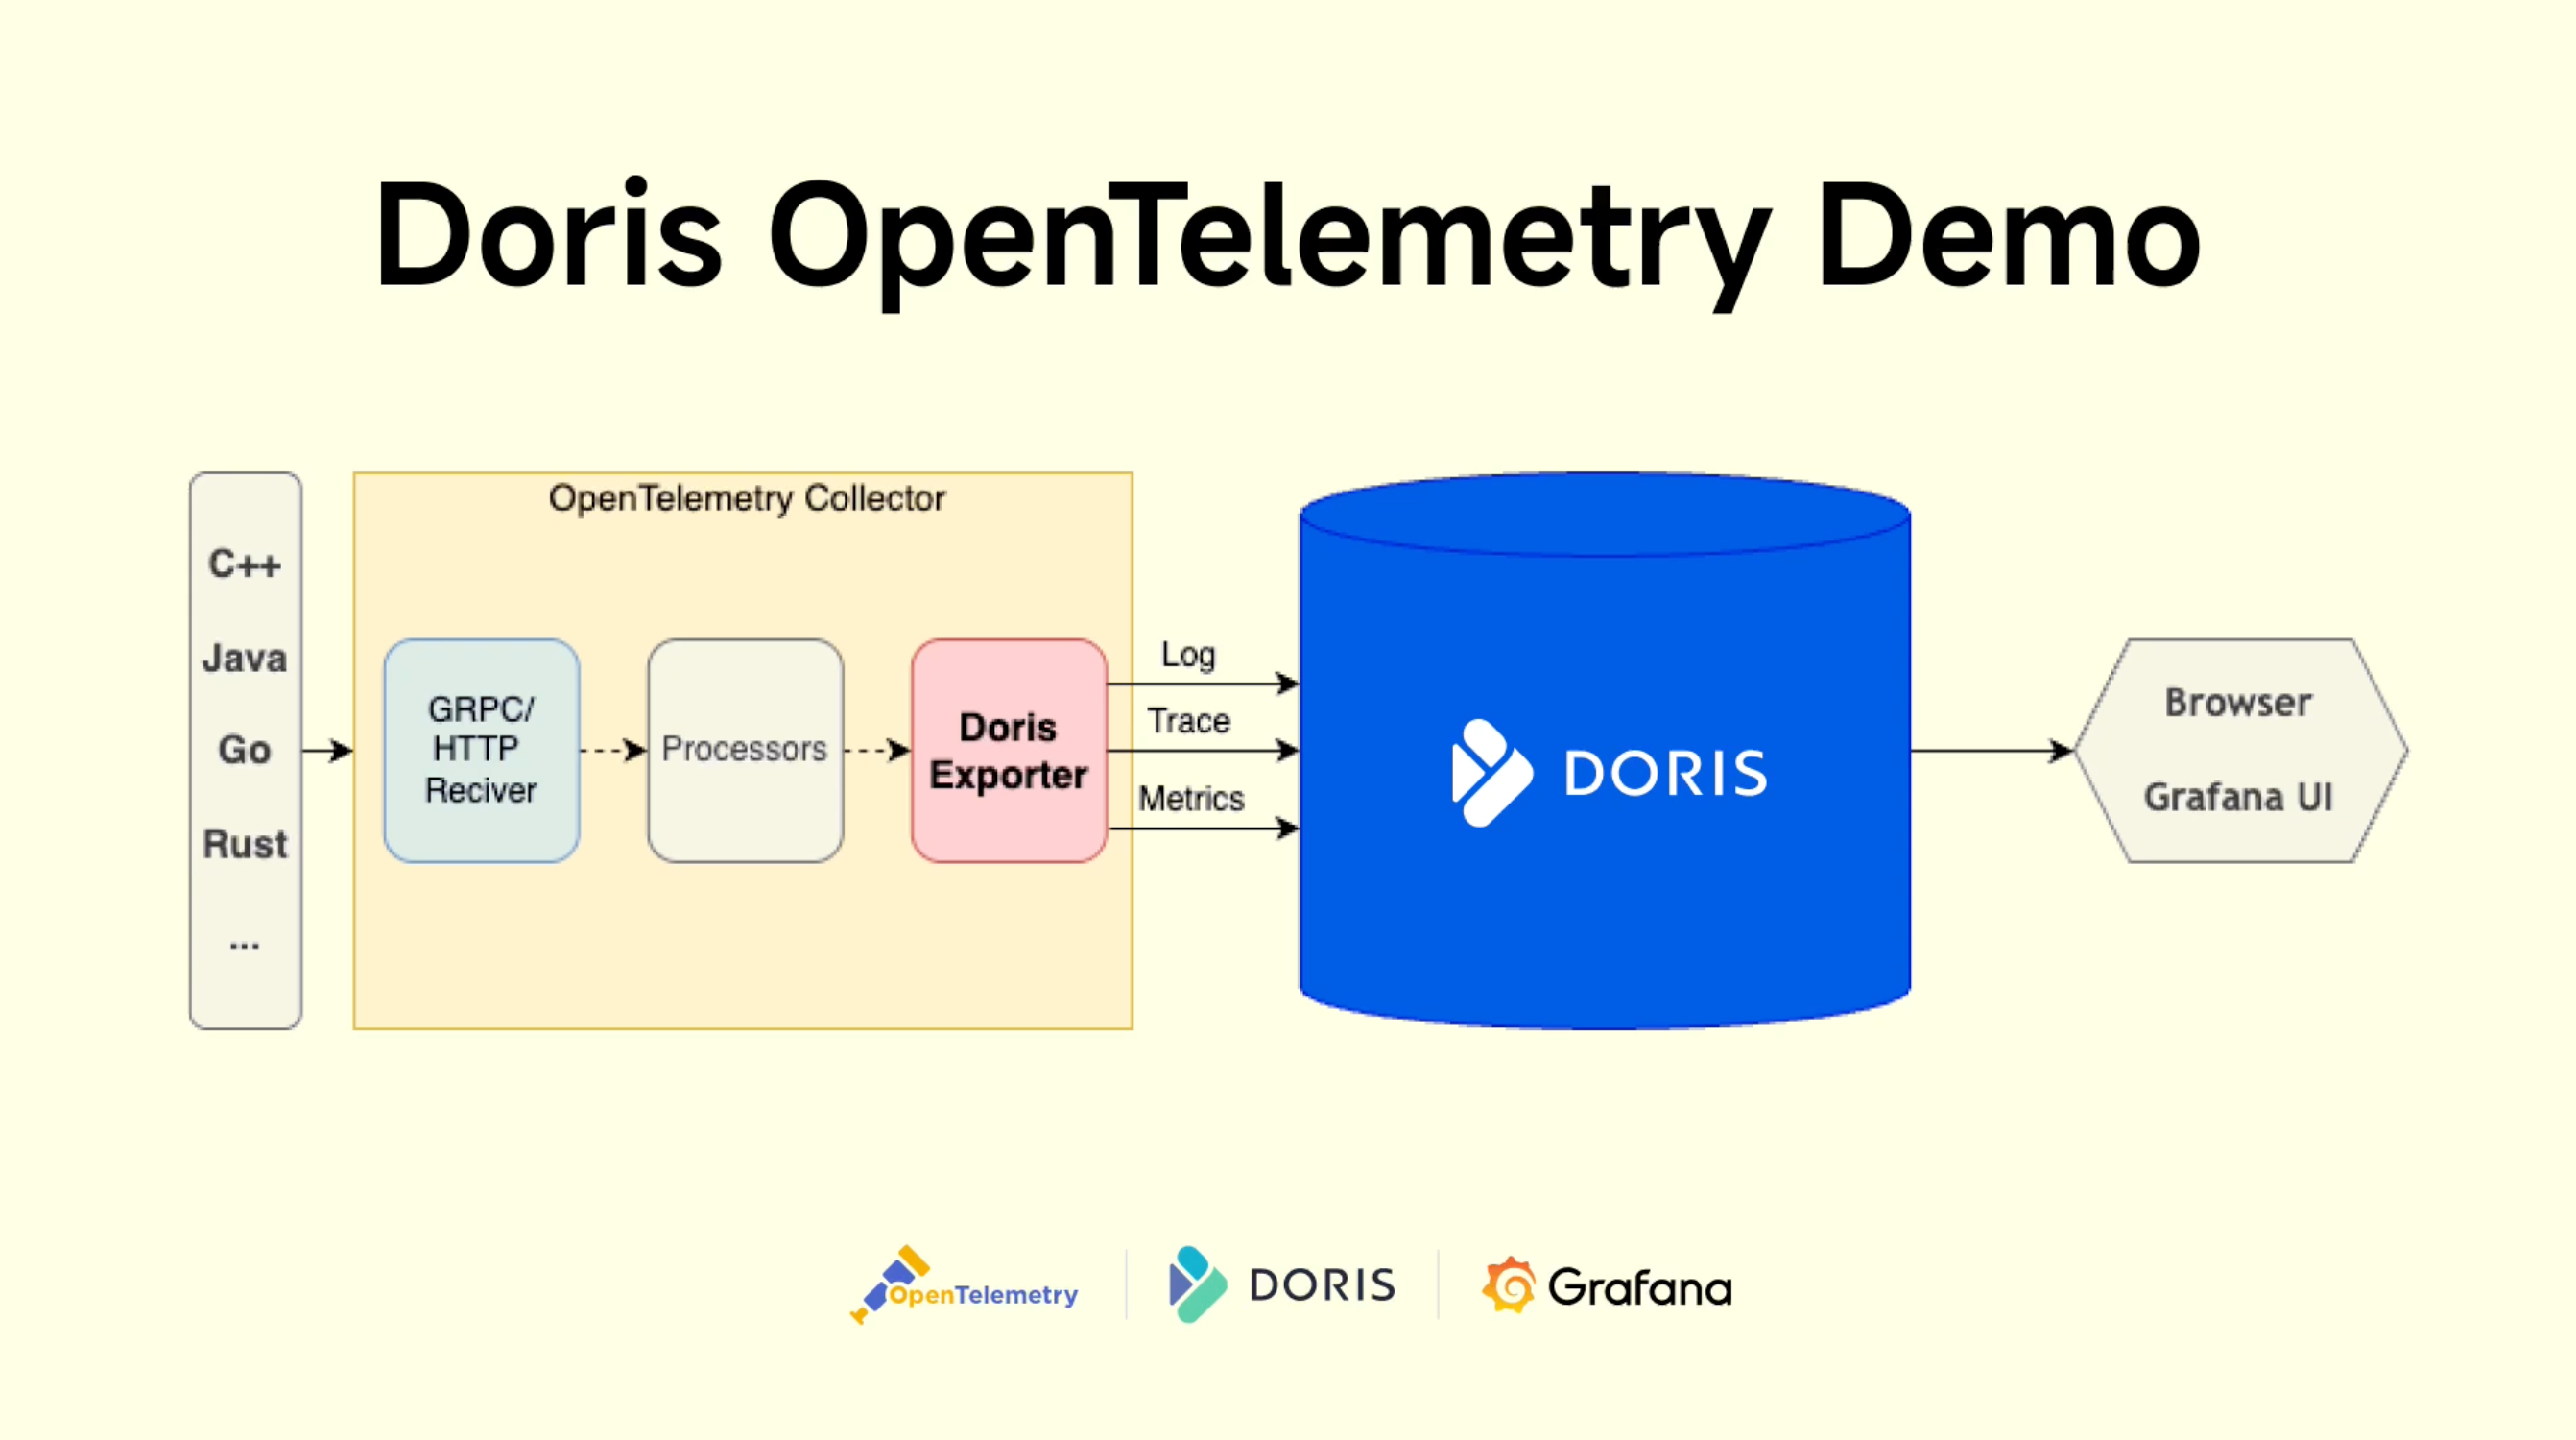 Doris OpenTelemetry Demo
C++
Java
Go
Rust
...
OpenTelemetry Collector
GRPC/
HTTP
Reciver
Processors
Doris
Exporter
Log
Trace
Metrics
DORIS
Browser
Grafana UI
OpenTelemetry
DORIS
Grafana